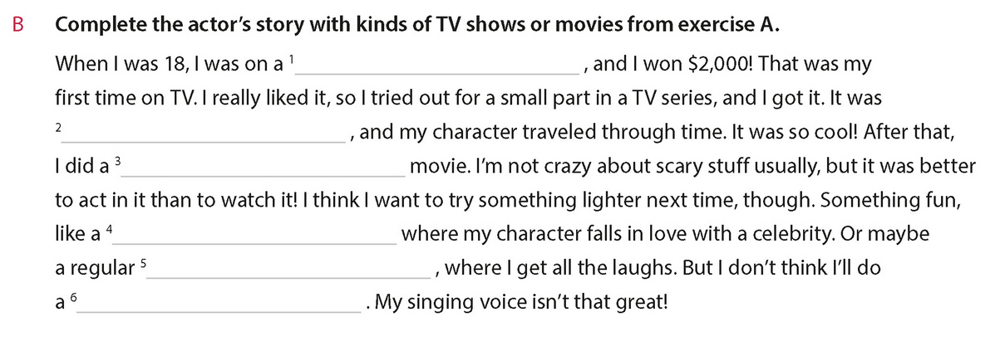 B Complete the actor's story with kinds of TV shows or movies from exercise A.
When I was 18, I was on a 1 ____________________ , and I won $2,000! That was my
first time on TV. I really liked it, so I tried out for a small part in a TV series, and I got it. It was
2 ____________________ , and my character traveled through time. It was so cool! After that,
I did a 3 ____________________ movie. I'm not crazy about scary stuff usually, but it was better
to act in it than to watch it! I think I want to try something lighter next time, though. Something fun,
like a 4 ____________________ where my character falls in love with a celebrity. Or maybe
a regular 5 ____________________ , where I get all the laughs. But I don't think I'll do
a 6 ____________________ . My singing voice isn't that great!